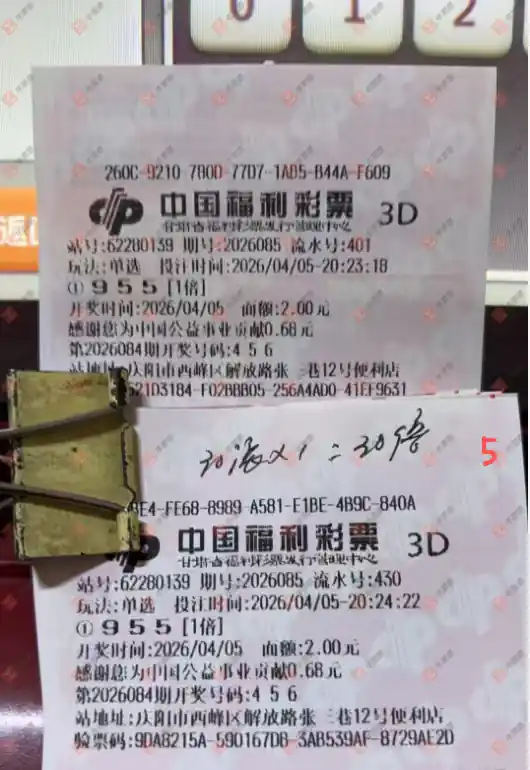 0 1 2
返
260C-9210-780D-77D7-1AB5-B44A-F609
中国福利彩票 3D
甘肃省福利彩票发行管理中心
站号:62280139 期号:2026085 流水号:401
玩法:单选 投注时间:2026/04/05-20:23:18
① 9 5 5 [1倍]
开奖时间:2026/04/05 面额:2.00元
感谢您为中国公益事业贡献0.68元
第2026084期开奖号码:4 5 6
站地址:庆阳市西峰区解放路张三巷12号便利店
21D3184-F02BBB05-256A4AD0-41EF9631
30张×1=30倍
5
BE4-FE68-8989-A581-E1BE-4B9C-840A
中国福利彩票 3D
甘肃省福利彩票发行管理中心
站号:62280139 期号:2026085 流水号:430
玩法:单选 投注时间:2026/04/05-20:24:22
① 9 5 5 [1倍]
开奖时间:2026/04/05 面额:2.00元
感谢您为中国公益事业贡献0.68元
第2026084期开奖号码:4 5 6
站地址:庆阳市西峰区解放路张三巷12号便利店
验票码:9DA8215A-590167DB-3AB539AF-8729AE2D